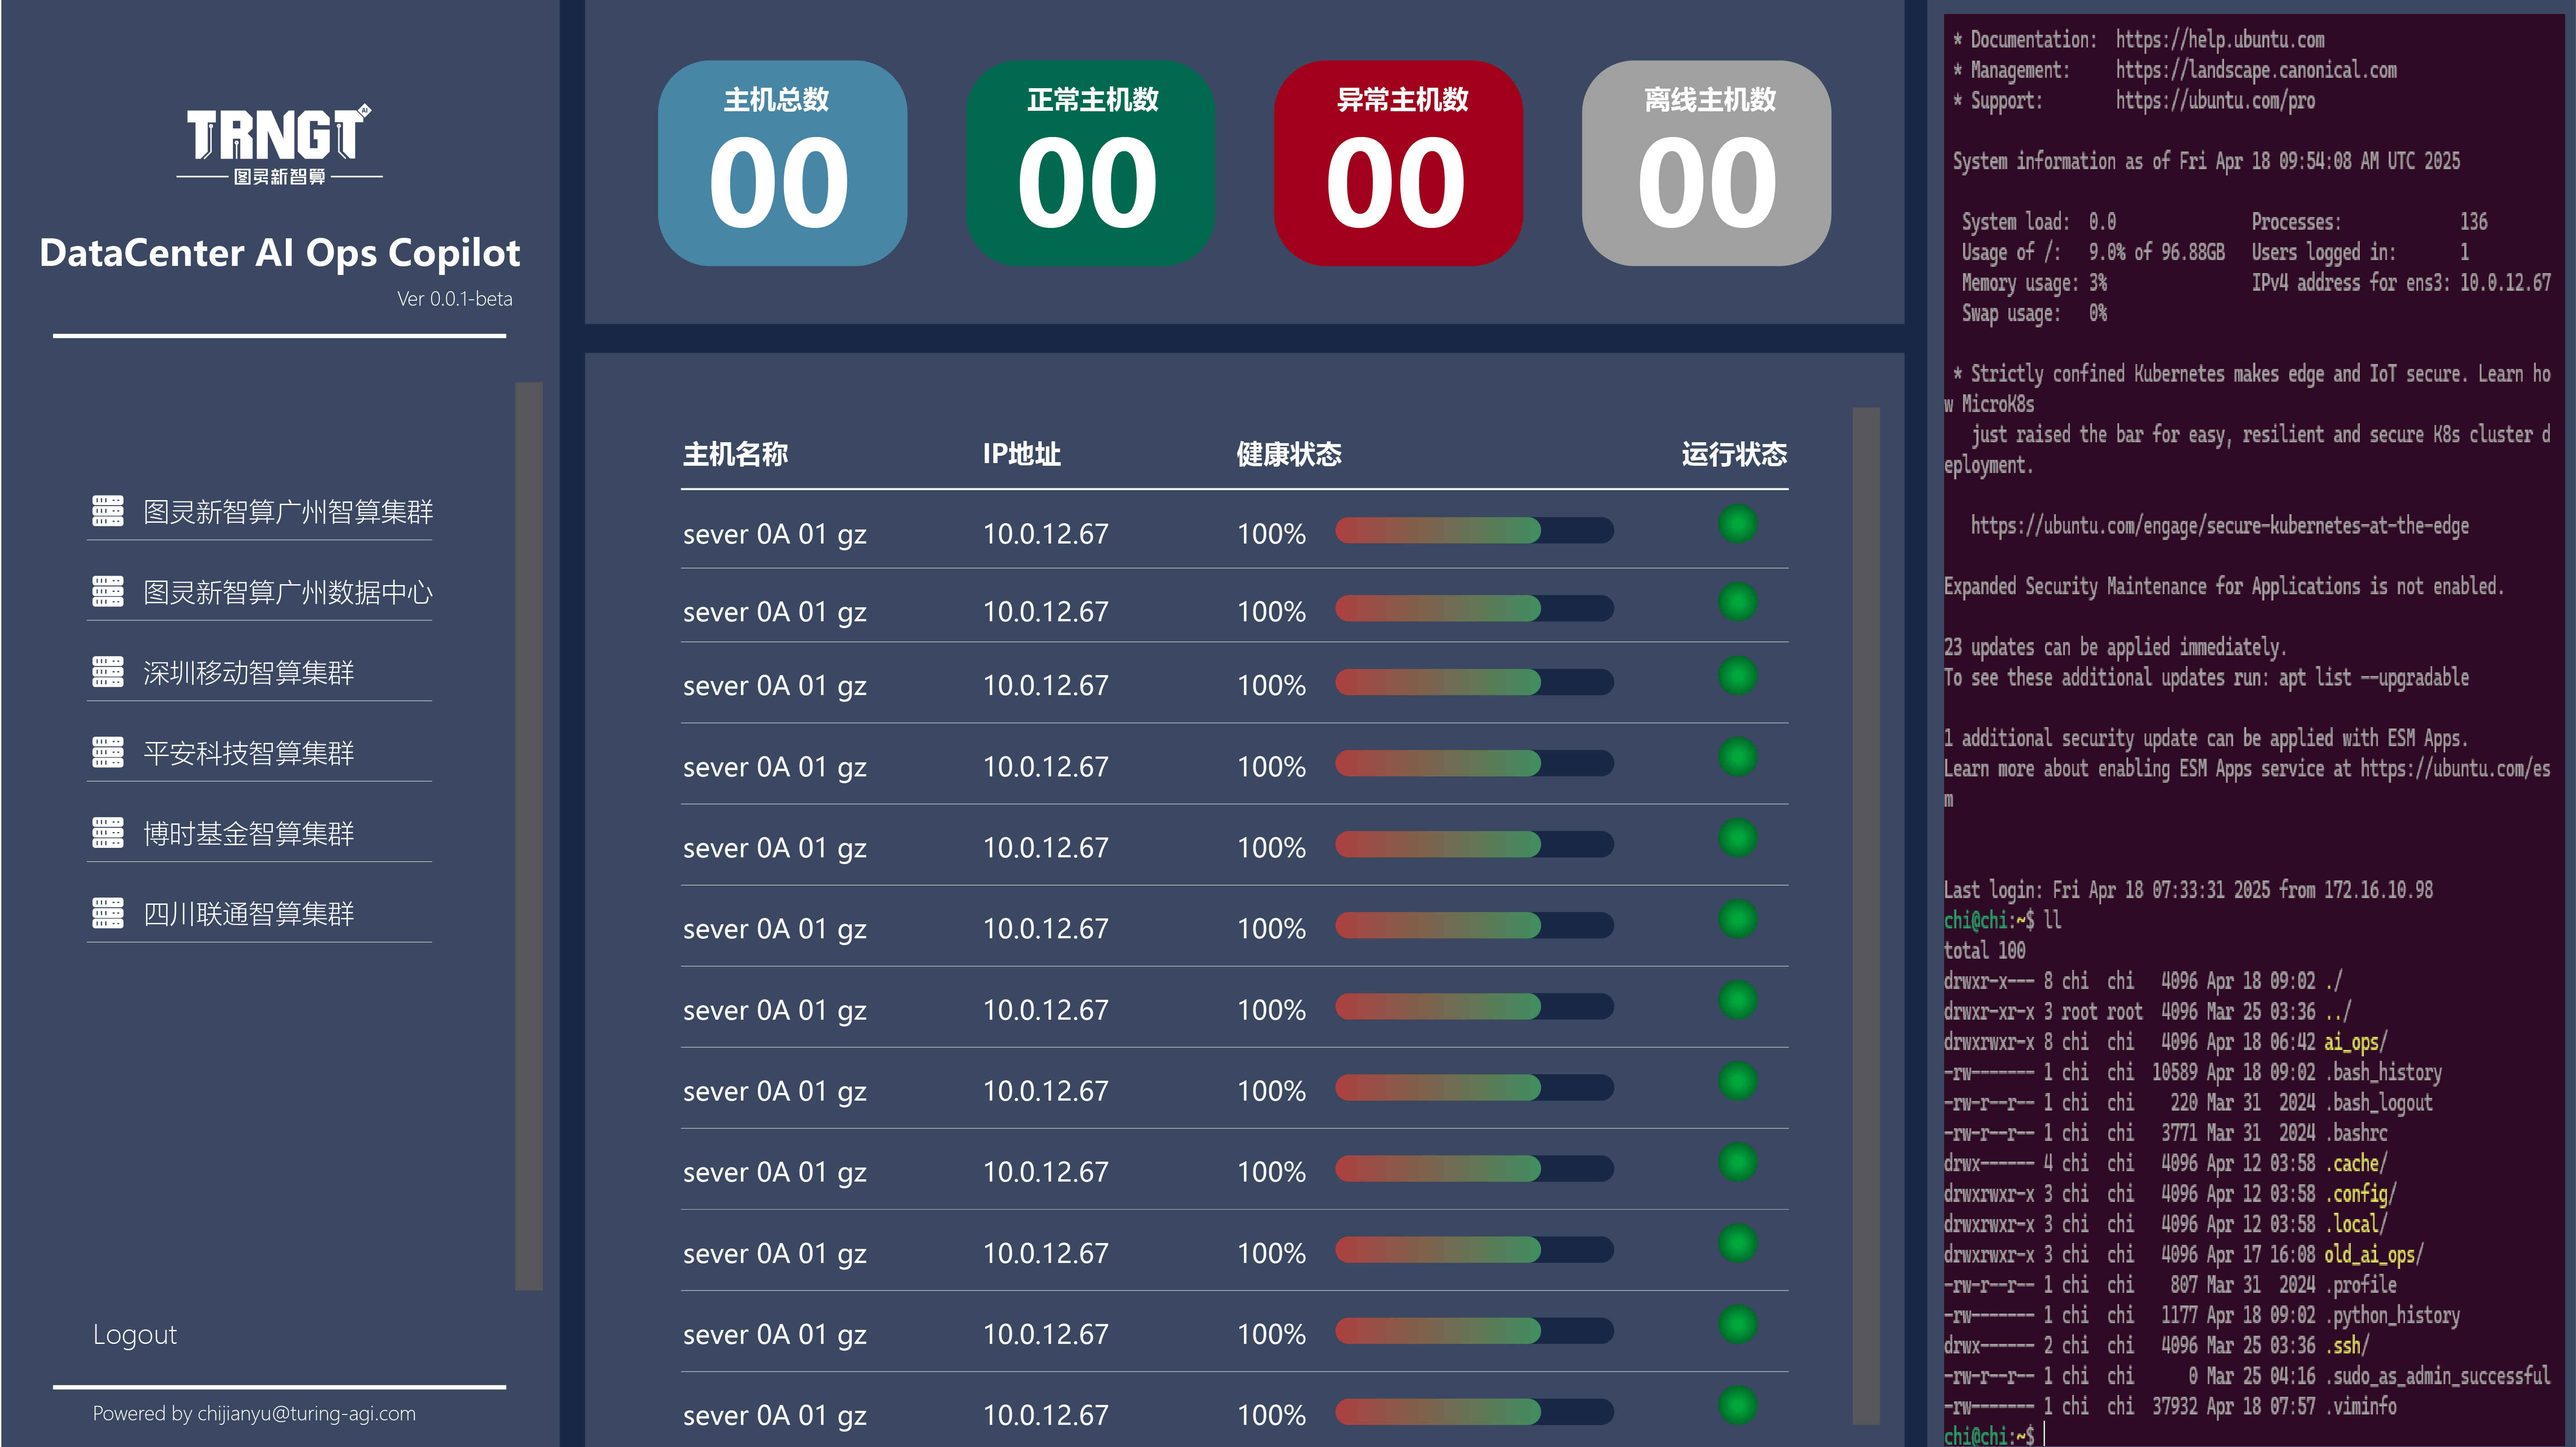 TRNGT AI
图灵新智算
DataCenter AI Ops Copilot
Ver 0.0.1-beta
图灵新智算广州智算集群
图灵新智算广州数据中心
深圳移动智算集群
平安科技智算集群
博时基金智算集群
四川联通智算集群
Logout
Powered by chijianyu@turing-agi.com
主机总数 正常主机数 异常主机数 离线主机数
00 00 00 00
主机名称 IP地址 健康状态 运行状态
sever 0A 01 gz 10.0.12.67 100%
sever 0A 01 gz 10.0.12.67 100%
sever 0A 01 gz 10.0.12.67 100%
sever 0A 01 gz 10.0.12.67 100%
sever 0A 01 gz 10.0.12.67 100%
sever 0A 01 gz 10.0.12.67 100%
sever 0A 01 gz 10.0.12.67 100%
sever 0A 01 gz 10.0.12.67 100%
sever 0A 01 gz 10.0.12.67 100%
sever 0A 01 gz 10.0.12.67 100%
sever 0A 01 gz 10.0.12.67 100%
sever 0A 01 gz 10.0.12.67 100%
* Documentation: https://help.ubuntu.com
* Management: https://landscape.canonical.com
* Support: https://ubuntu.com/pro
System information as of Fri Apr 18 09:54:08 AM UTC 2025
System load: 0.0 Processes: 136
Usage of /: 9.0% of 96.88GB Users logged in: 1
Memory usage: 3% IPv4 address for ens3: 10.0.12.67
Swap usage: 0%
* Strictly confined Kubernetes makes edge and IoT secure. Learn ho
w MicroK8s
just raised the bar for easy, resilient and secure K8s cluster d
eployment.
https://ubuntu.com/engage/secure-kubernetes-at-the-edge
Expanded Security Maintenance for Applications is not enabled.
23 updates can be applied immediately.
To see these additional updates run: apt list --upgradable
1 additional security update can be applied with ESM Apps.
Learn more about enabling ESM Apps service at https://ubuntu.com/es
m
Last login: Fri Apr 18 07:33:31 2025 from 172.16.10.98
chi@chi:~$ ll
total 100
drwxr-x--- 8 chi chi 4096 Apr 18 09:02 ./
drwxr-xr-x 3 root root 4096 Mar 25 03:36 ../
drwxrwxr-x 8 chi chi 4096 Apr 18 06:42 ai_ops/
-rw------- 1 chi chi 10589 Apr 18 09:02 .bash_history
-rw-r--r-- 1 chi chi 220 Mar 31 2024 .bash_logout
-rw-r--r-- 1 chi chi 3771 Mar 31 2024 .bashrc
drwx------ 4 chi chi 4096 Apr 12 03:58 .cache/
drwxrwxr-x 3 chi chi 4096 Apr 12 03:58 .config/
drwxrwxr-x 3 chi chi 4096 Apr 12 03:58 .local/
drwxrwxr-x 3 chi chi 4096 Apr 17 16:08 old_ai_ops/
-rw-r--r-- 1 chi chi 807 Mar 31 2024 .profile
-rw------- 1 chi chi 1177 Apr 18 09:02 .python_history
drwx------ 2 chi chi 4096 Mar 25 03:36 .ssh/
-rw-r--r-- 1 chi chi 0 Mar 25 04:16 .sudo_as_admin_successful
-rw------- 1 chi chi 37932 Apr 18 07:57 .viminfo
chi@chi:~$